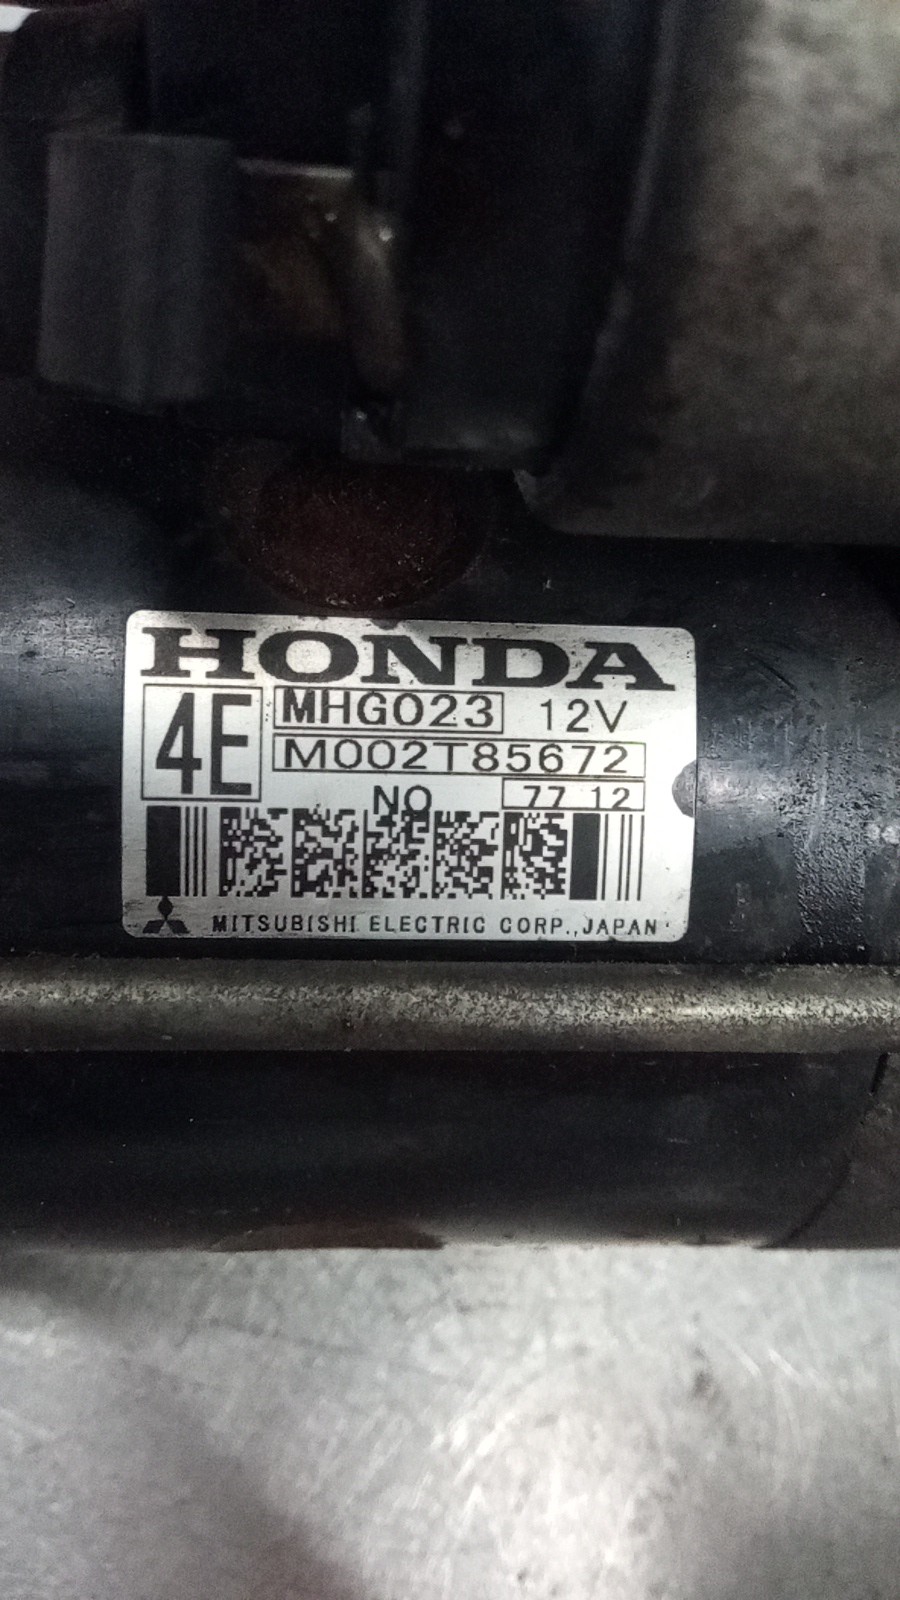 HONDA
4E
MHG023 12V
M002T85672
NO 77 12
MITSUBISHI ELECTRIC CORP., JAPAN